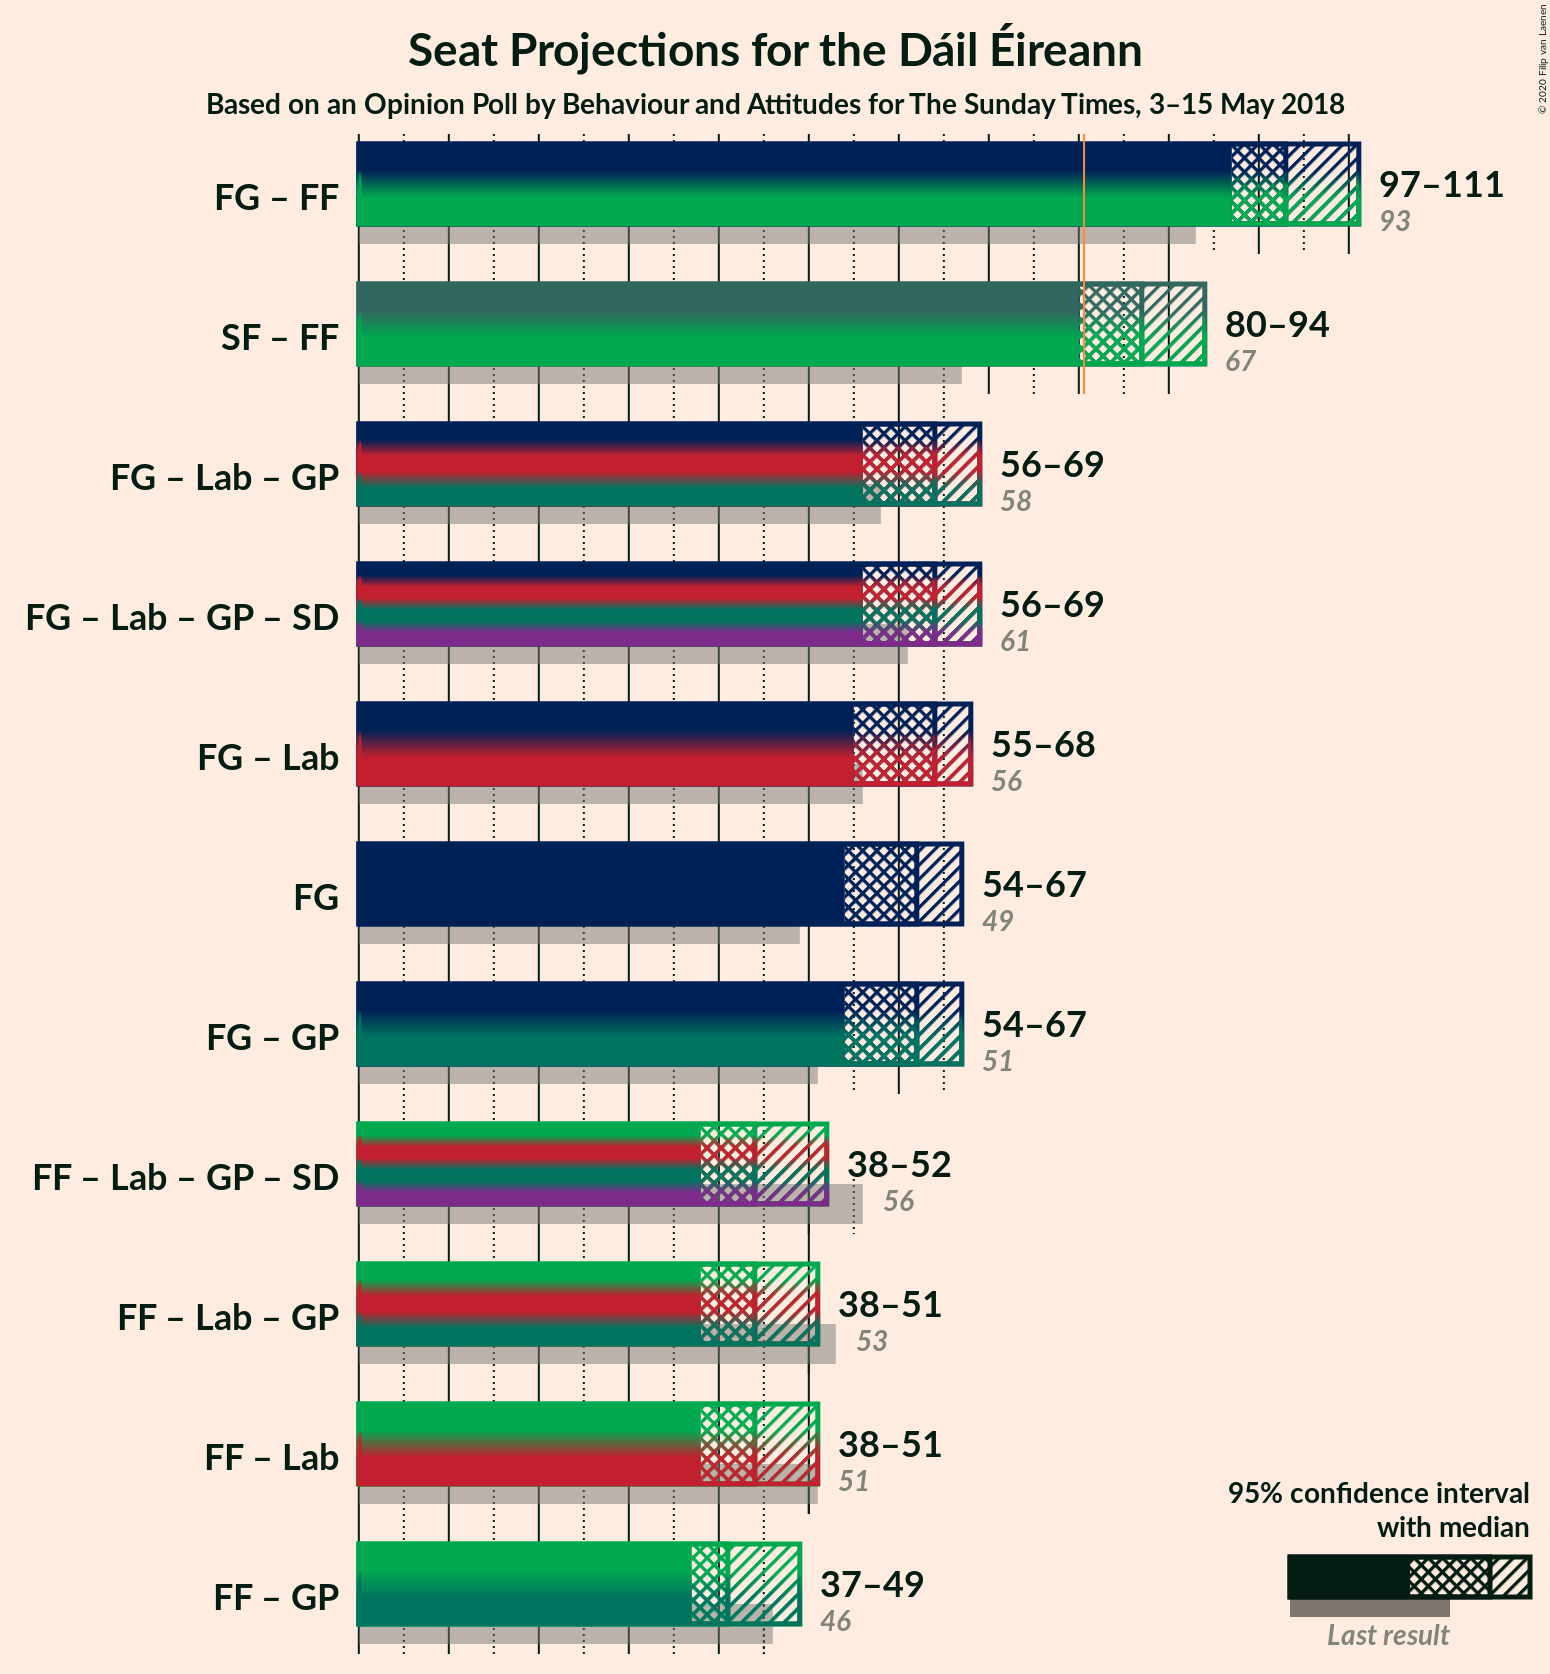 Seat Projections for the Dáil Éireann
Based on an Opinion Poll by Behaviour and Attitudes for The Sunday Times, 3–15 May 2018
© 2020 Filip van Laenen
FG – FF
97–111
93
SF – FF
80–94
67
FG – Lab – GP
56–69
58
FG – Lab – GP – SD
56–69
61
FG – Lab
55–68
56
FG
54–67
49
FG – GP
54–67
51
FF – Lab – GP – SD
38–52
56
FF – Lab – GP
38–51
53
FF – Lab
38–51
51
FF – GP
37–49
46
95% confidence interval
with median
Last result